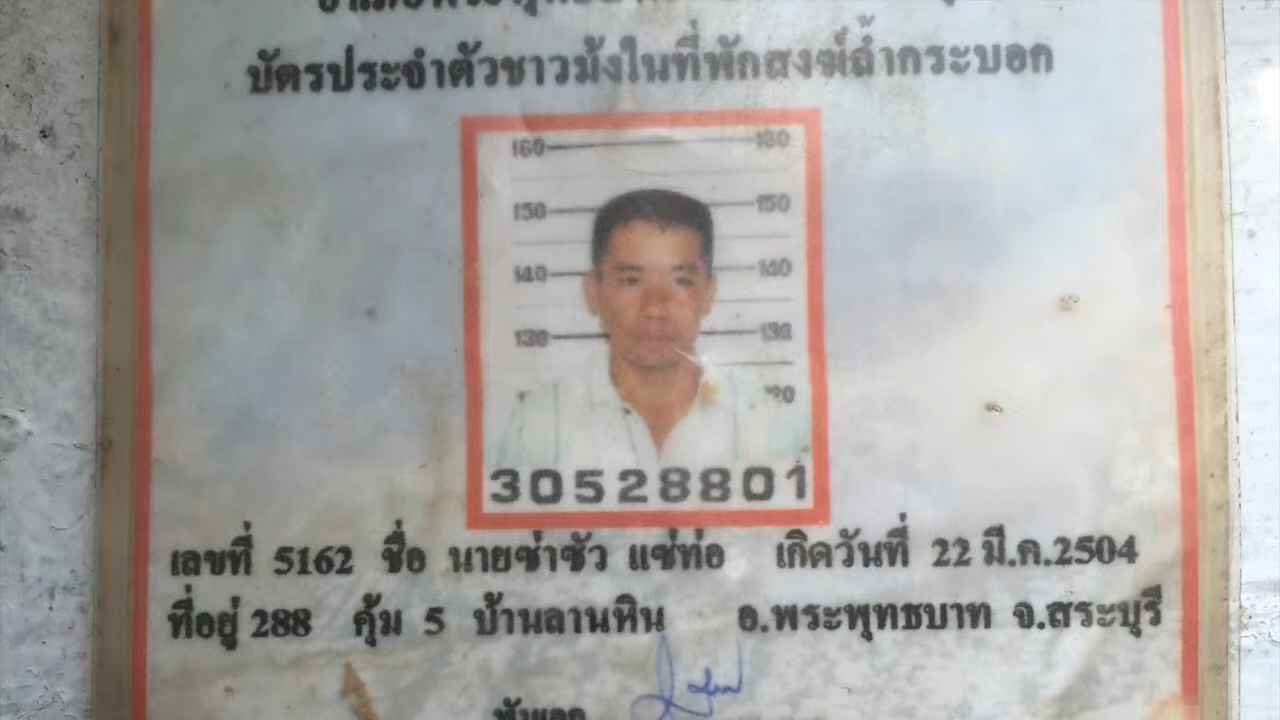 บัตรประจำตัวชาวม้งในที่พักสงฆ์ถ้ำกระบอก
160 160
150 150
140 140
130 130
30528801
เลขที่ 5162 ชื่อ นายซ่าซัว แซ่ท่อ เกิดวันที่ 22 มี.ค.2504
ที่อยู่ 288 คุ้ม 5 บ้านลานหิน อ.พระพุทธบาท จ.สระบุรี